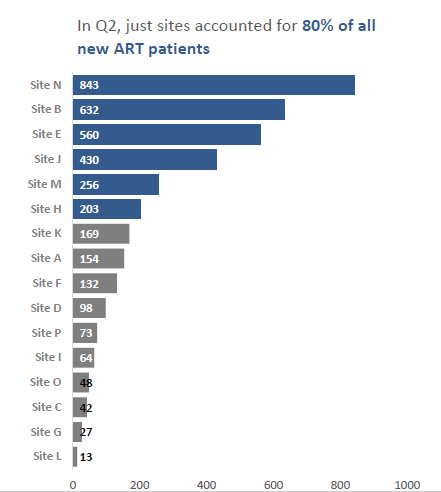 In Q2, just sites accounted for 80% of all
new ART patients
Site N 843
Site B 632
Site E 560
Site J 430
Site M 256
Site H 203
Site K 169
Site A 154
Site F 132
Site D 98
Site P 73
Site I 64
Site O 48
Site C 42
Site G 27
Site L 13
0 200 400 600 800 1000